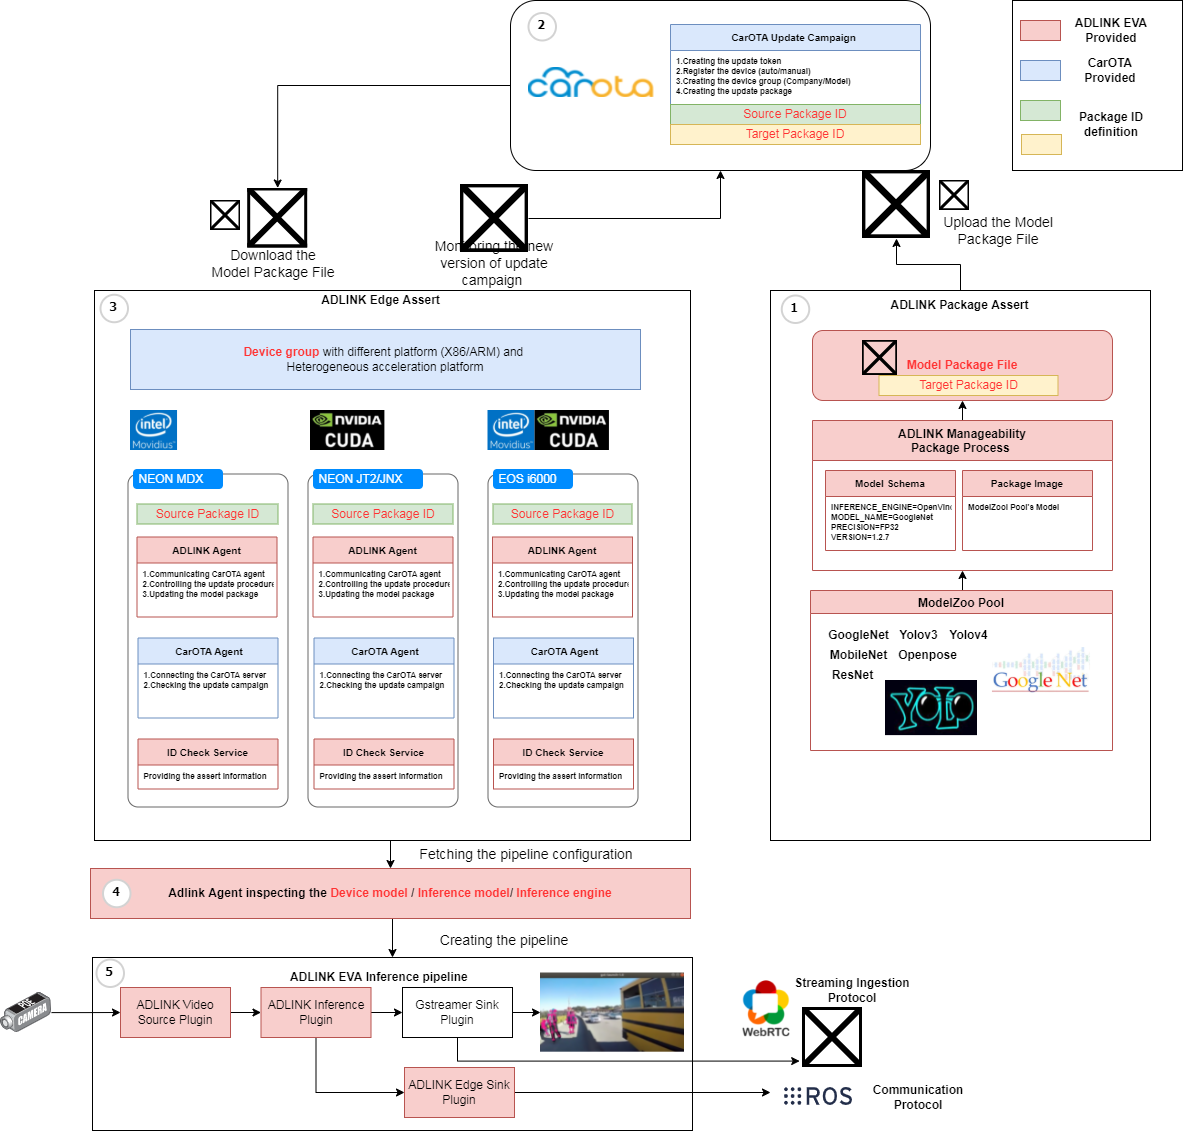 2
CarOTA Update Campaign
1.Creating the update token
2.Register the device (auto/manual)
3.Creating the device group (Company/Model)
4.Creating the update package
Source Package ID
Target Package ID
carota
ADLINK EVA
Provided
CarOTA
Provided
Package ID
definition
Download the
Model Package File
Monitoring the new
version of update
campaign
Upload the Model
Package File
3
ADLINK Edge Assert
Device group with different platform (X86/ARM) and
Heterogeneous acceleration platform
intel
Movidius
NVIDIA
CUDA
intel
Movidius
NVIDIA
CUDA
NEON MDX
NEON JT2/JNX
EOS i6000
Source Package ID
Source Package ID
Source Package ID
ADLINK Agent
1.Communicating CarOTA agent
2.Controlling the update procedure
3.Updating the model package
ADLINK Agent
1.Communicating CarOTA agent
2.Controlling the update procedure
3.Updating the model package
ADLINK Agent
1.Communicating CarOTA agent
2.Controlling the update procedure
3.Updating the model package
CarOTA Agent
1.Connecting the CarOTA server
2.Checking the update campaign
CarOTA Agent
1.Connecting the CarOTA server
2.Checking the update campaign
CarOTA Agent
1.Connecting the CarOTA server
2.Checking the update campaign
ID Check Service
Providing the assert information
ID Check Service
Providing the assert information
ID Check Service
Providing the assert information
1
ADLINK Package Assert
Model Package File
Target Package ID
ADLINK Manageability
Package Process
Model Schema
INFERENCE_ENGINE=OpenVino
MODEL_NAME=GoogleNet
PRECISION=FP32
VERSION=1.2.7
Package Image
ModelZool Pool's Model
ModelZoo Pool
GoogleNet Yolov3 Yolov4
MobileNet Openpose
ResNet
YOLO
Google Net
Fetching the pipeline configuration
4
Adlink Agent inspecting the Device model / Inference model/ Inference engine
Creating the pipeline
5
ADLINK EVA Inference pipeline
POE
CAMERA
ADLINK Video
Source Plugin
ADLINK Inference
Plugin
Gstreamer Sink
Plugin
ADLINK Edge Sink
Plugin
WebRTC
Streaming Ingestion
Protocol
ROS
Communication
Protocol